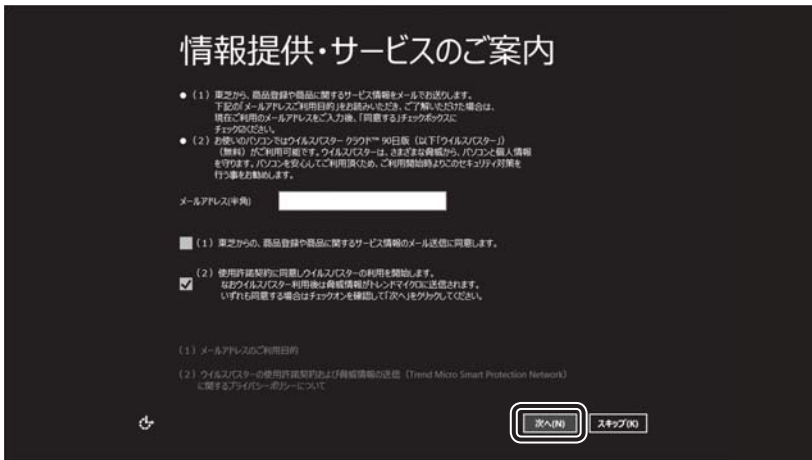 情報提供・サービスのご案内
● (1) 東芝から、商品登録や商品に関するサービス情報をメールでお送りします。
下記の「メールアドレスご利用目的」をお読みいただき、ご了解いただけた場合は、
現在ご利用のメールアドレスをご入力後、「同意する」チェックボックスに
チェックください。
● (2) お使いのパソコンではウイルスバスター クラウド™ 90日版 (以下「ウイルスバスター」)
(無料) がご利用可能です。ウイルスバスターは、さまざまな脅威から、パソコンと個人情報
を守ります。パソコンを安心してご利用頂くため、ご利用開始時よりこのセキュリティ対策を
行う事をお勧めします。
メールアドレス(半角)
(1) 東芝からの、商品登録や商品に関するサービス情報のメール送信に同意します。
(2) 使用許諾契約に同意しウイルスバスターの利用を開始します。
なおウイルスバスター利用後は脅威情報がトレンドマイクロに送信されます。
いずれも同意する場合はチェックオンを確認して「次へ」をクリックしてください。
(1) メールアドレスのご利用目的
(2) ウイルスバスターの使用許諾契約および脅威情報の送信 (Trend Micro Smart Protection Network)
に関するプライバシーポリシーについて
次へ(N)
スキップ(K)